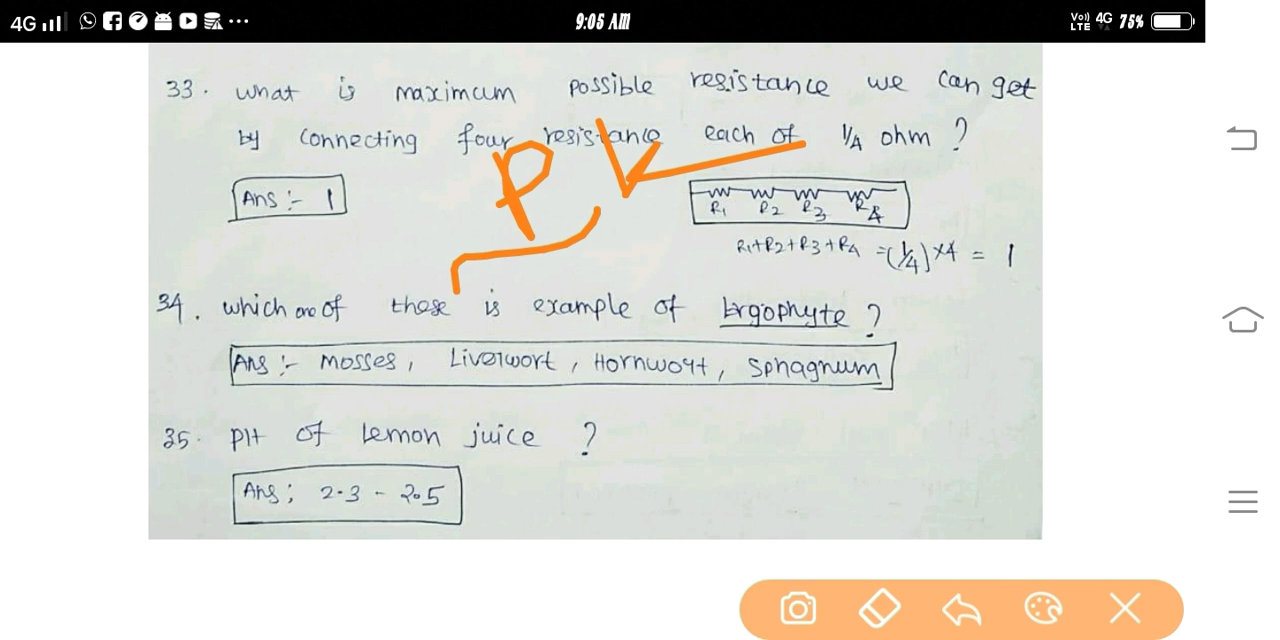 4G 9:05 AM Vo)) LTE 4G 75%
33. what is maximum possible resistance we can get
by connecting four resistance each of 1/4 ohm ?
Ans :- 1
R1 R2 R3 R4
R1+R2+R3+R4 =(1/4)×4 = 1
PK
34. which one of these is example of Brgophyte ?
Ans :- Mosses, Liverwort, Hornwort, Sphagnum
35. PH of Lemon juice ?
Ans ; 2.3 - 2.5